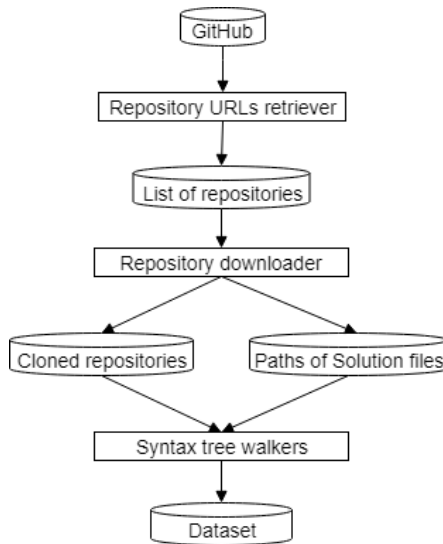 GitHub
Repository URLs retriever
List of repositories
Repository downloader
Cloned repositories
Paths of Solution files
Syntax tree walkers
Dataset